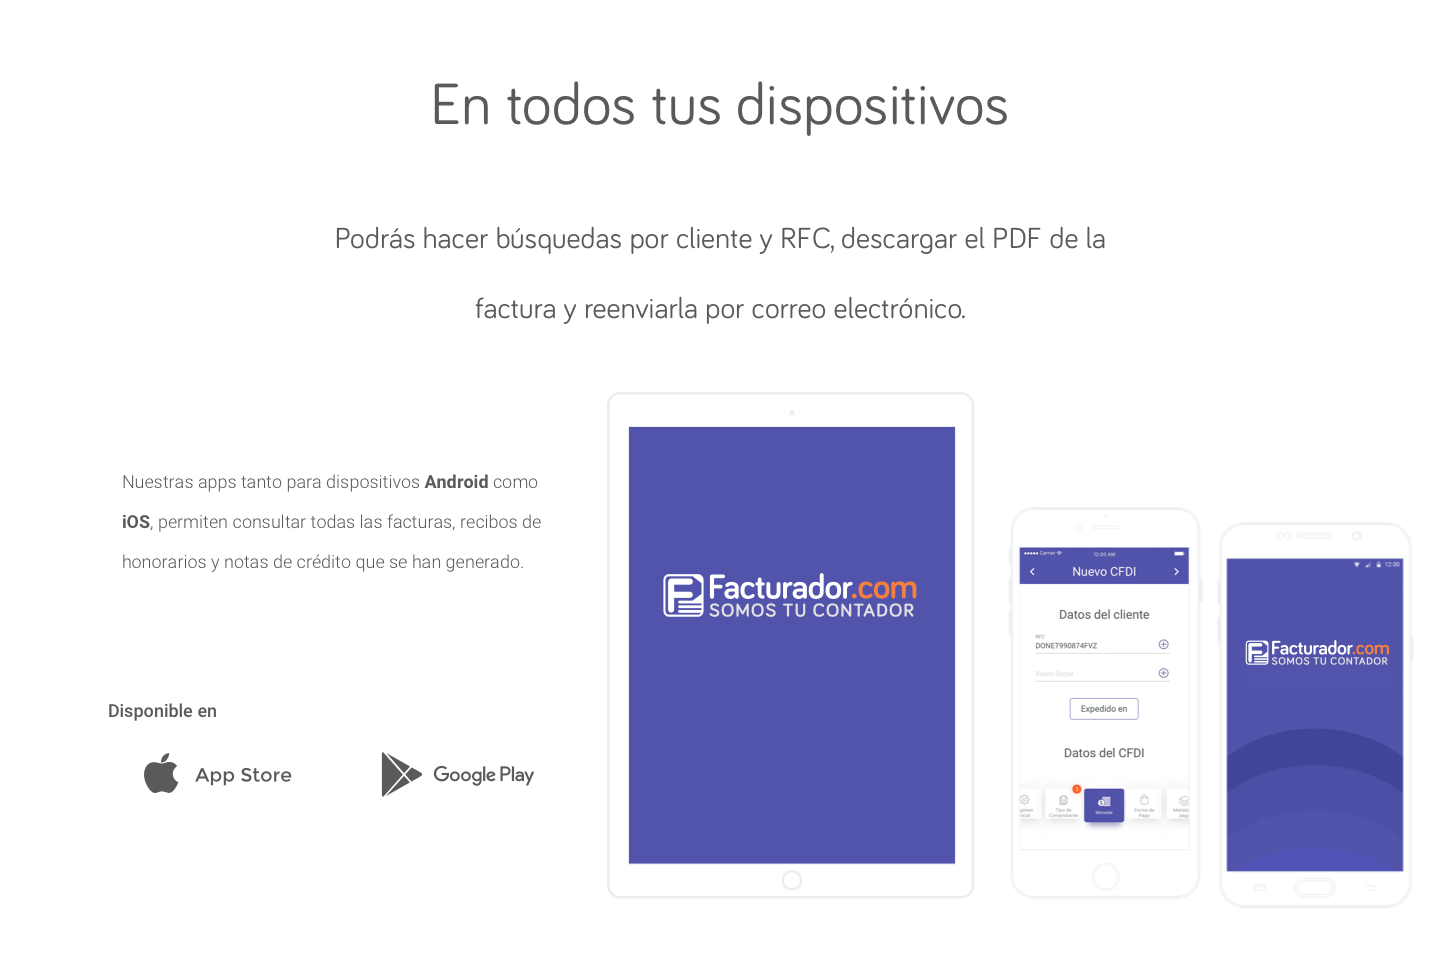 En todos tus dispositivos
Podrás hacer búsquedas por cliente y RFC, descargar el PDF de la
factura y reenviarla por correo electrónico.
Nuestras apps tanto para dispositivos Android como
iOS, permiten consultar todas las facturas, recibos de
honorarios y notas de crédito que se han generado.
Disponible en
App Store
Google Play
Facturador.com
SOMOS TU CONTADOR
Carrier
12:00 AM
Nuevo CFDI
Datos del cliente
RFC
DONET990874FVZ
Razón Social
Expedido en
Datos del CFDI
Tipo de
Comprobante
Moneda
Forma de
Pago
12:00
Facturador.com
SOMOS TU CONTADOR